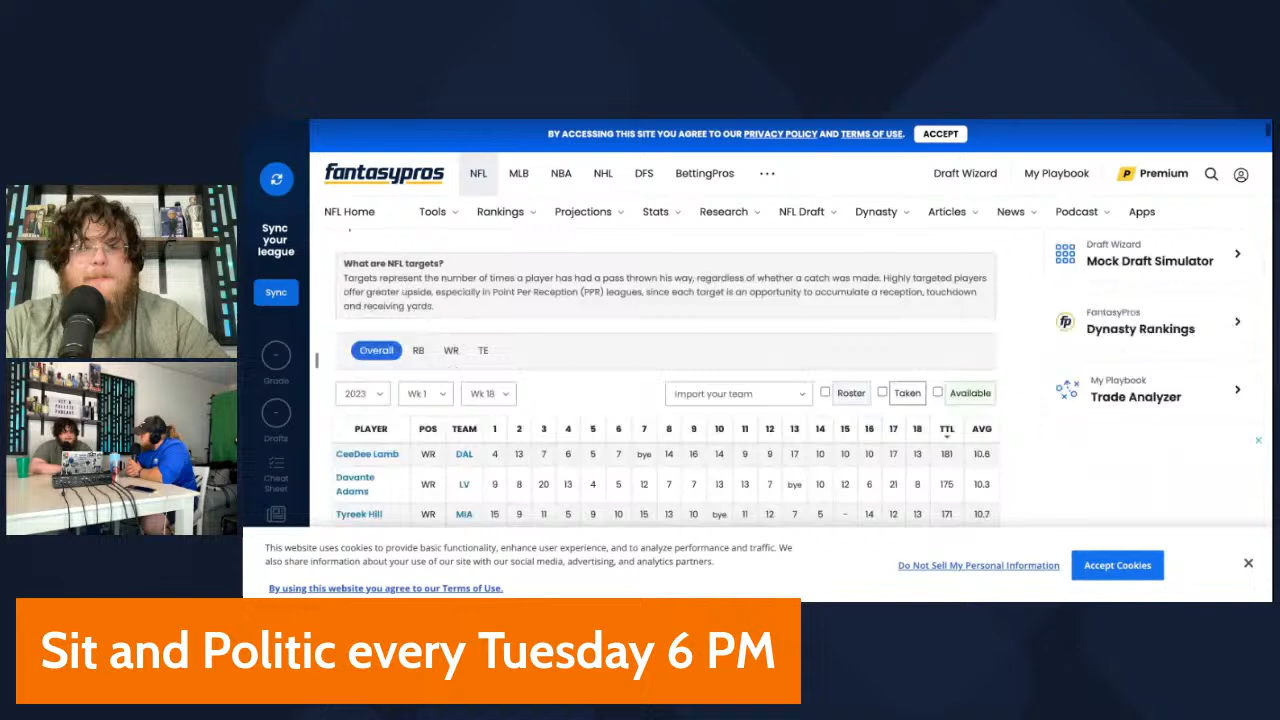 BY ACCESSING THIS SITE YOU AGREE TO OUR PRIVACY POLICY AND TERMS OF USE. ACCEPT
fantasypros NFL MLB NBA NHL DFS BettingPros ••• Draft Wizard My Playbook P Premium
NFL Home Tools Rankings Projections Stats Research NFL Draft Dynasty Articles News Podcast Apps
Sync
your
league
Sync
Grade
Drafts
Cheat
Sheet
What are NFL targets?
Targets represent the number of times a player has had a pass thrown his way, regardless of whether a catch was made. Highly targeted players
offer greater upside, especially in Point Per Reception (PPR) leagues, since each target is an opportunity to accumulate a reception, touchdown
and receiving yards.
Overall RB WR TE
2023 Wk 1 Wk 18 Import your team Roster Taken Available
PLAYER POS TEAM 1 2 3 4 5 6 7 8 9 10 11 12 13 14 15 16 17 18 TTL AVG
CeeDee Lamb WR DAL 4 13 7 6 5 7 bye 14 16 14 9 9 17 10 10 10 17 13 181 10.6
Davante
Adams WR LV 9 8 20 13 4 5 12 7 7 13 13 7 bye 10 12 6 21 8 175 10.3
Tyreek Hill WR MIA 15 9 11 5 9 10 15 13 10 bye 11 12 7 5 - 14 12 13 171 10.7
Draft Wizard
Mock Draft Simulator
fp
FantasyPros
Dynasty Rankings
My Playbook
Trade Analyzer
This website uses cookies to provide basic functionality, enhance user experience, and to analyze performance and traffic. We
also share information about your use of our site with our social media, advertising, and analytics partners.
By using this website you agree to our Terms of Use.
Do Not Sell My Personal Information
Accept Cookies
Sit and Politic every Tuesday 6 PM